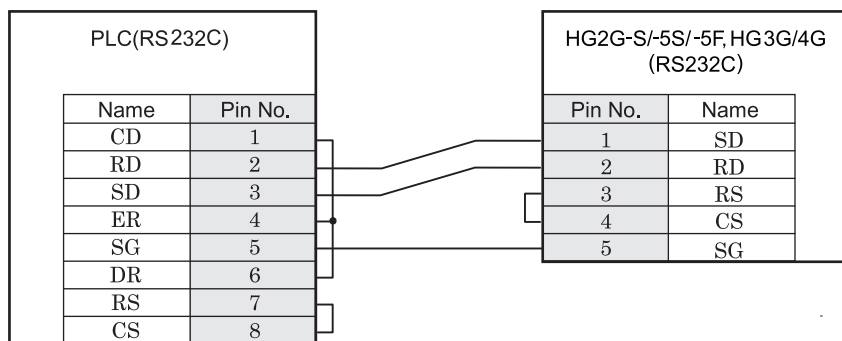 PLC(RS232C)
Name Pin No.
CD 1
RD 2
SD 3
ER 4
SG 5
DR 6
RS 7
CS 8
HG2G-S/-5S/-5F, HG3G/4G
(RS232C)
Pin No. Name
1 SD
2 RD
3 RS
4 CS
5 SG